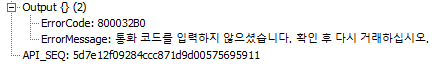 Output {} (2)
ErrorCode: 800032B0
ErrorMessage: 통화 코드를 입력하지 않으셨습니다. 확인 후 다시 거래하십시오.
API_SEQ: 5d7e12f09284ccc871d9d00575695911